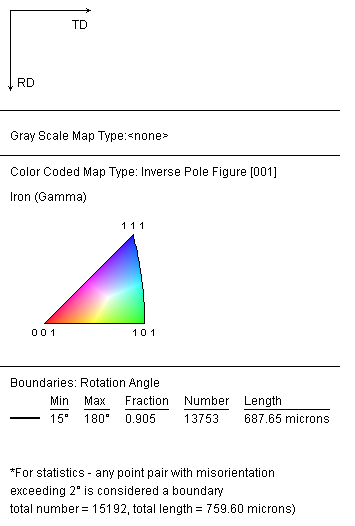 TD
RD
Gray Scale Map Type:<none>
Color Coded Map Type: Inverse Pole Figure [001]
Iron (Gamma)
1 1 1
0 0 1 1 0 1
Boundaries: Rotation Angle
Min Max Fraction Number Length
15° 180° 0.905 13753 687.65 microns
*For statistics - any point pair with misorientation
exceeding 2° is considered a boundary
total number = 15192, total length = 759.60 microns)